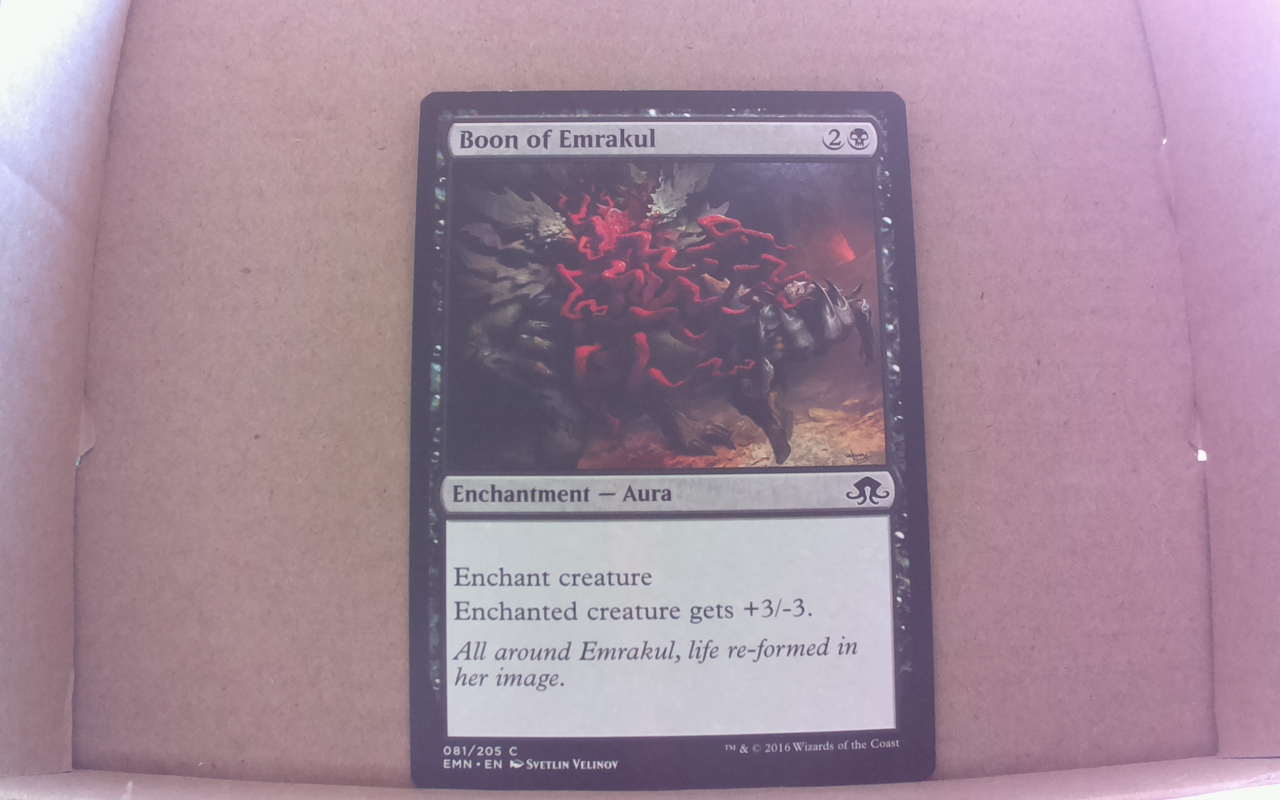 Boon of Emrakul 2
Enchantment — Aura
Enchant creature
Enchanted creature gets +3/-3.
All around Emrakul, life re-formed in
her image.
081/205 C
EMN • EN Svetlin Velinov
™ & © 2016 Wizards of the Coast